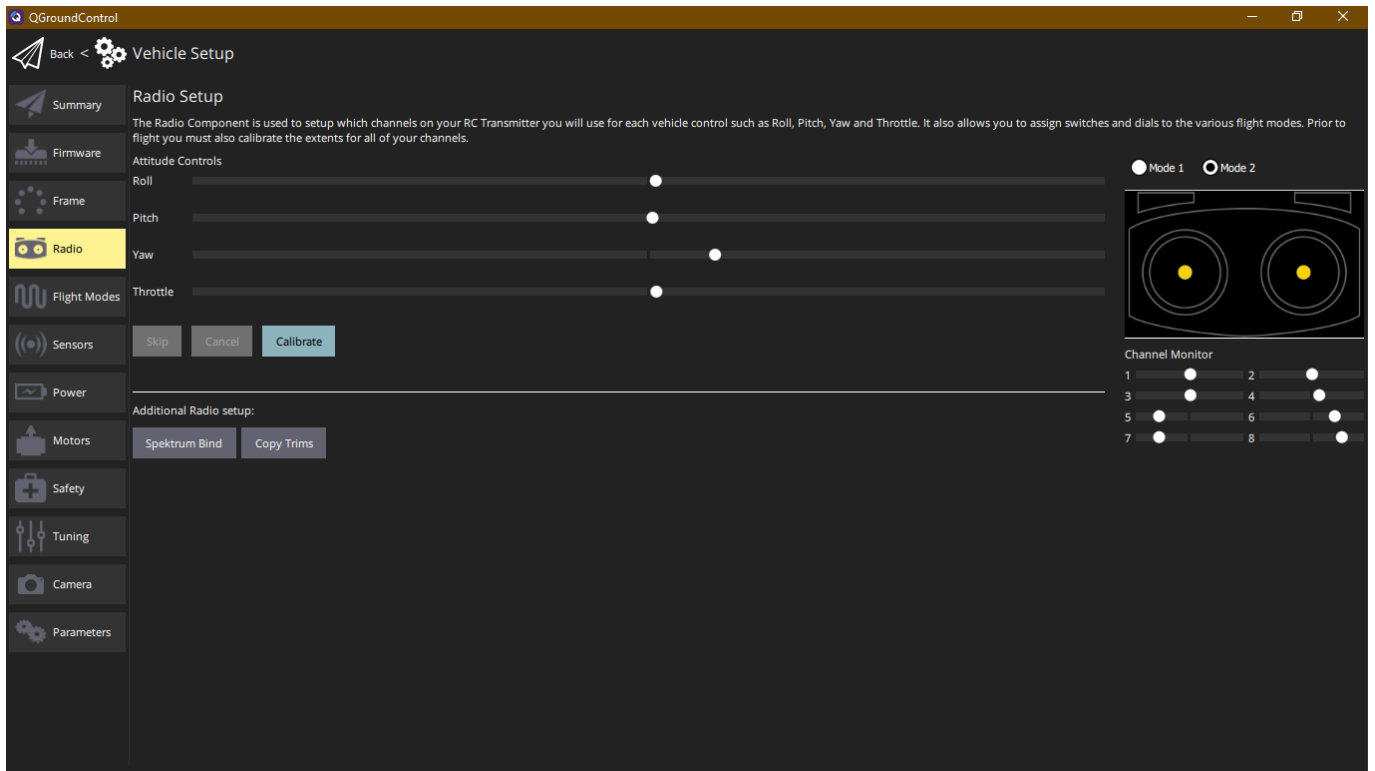 QGroundControl
Back < Vehicle Setup
Summary
Firmware
Frame
Radio
Flight Modes
Sensors
Power
Motors
Safety
Tuning
Camera
Parameters
Radio Setup
The Radio Component is used to setup which channels on your RC Transmitter you will use for each vehicle control such as Roll, Pitch, Yaw and Throttle. It also allows you to assign switches and dials to the various flight modes. Prior to
flight you must also calibrate the extents for all of your channels.
Attitude Controls
Roll
Pitch
Yaw
Throttle
Skip Cancel Calibrate
Additional Radio setup:
Spektrum Bind Copy Trims
Mode 1 Mode 2
Channel Monitor
1 2
3 4
5 6
7 8